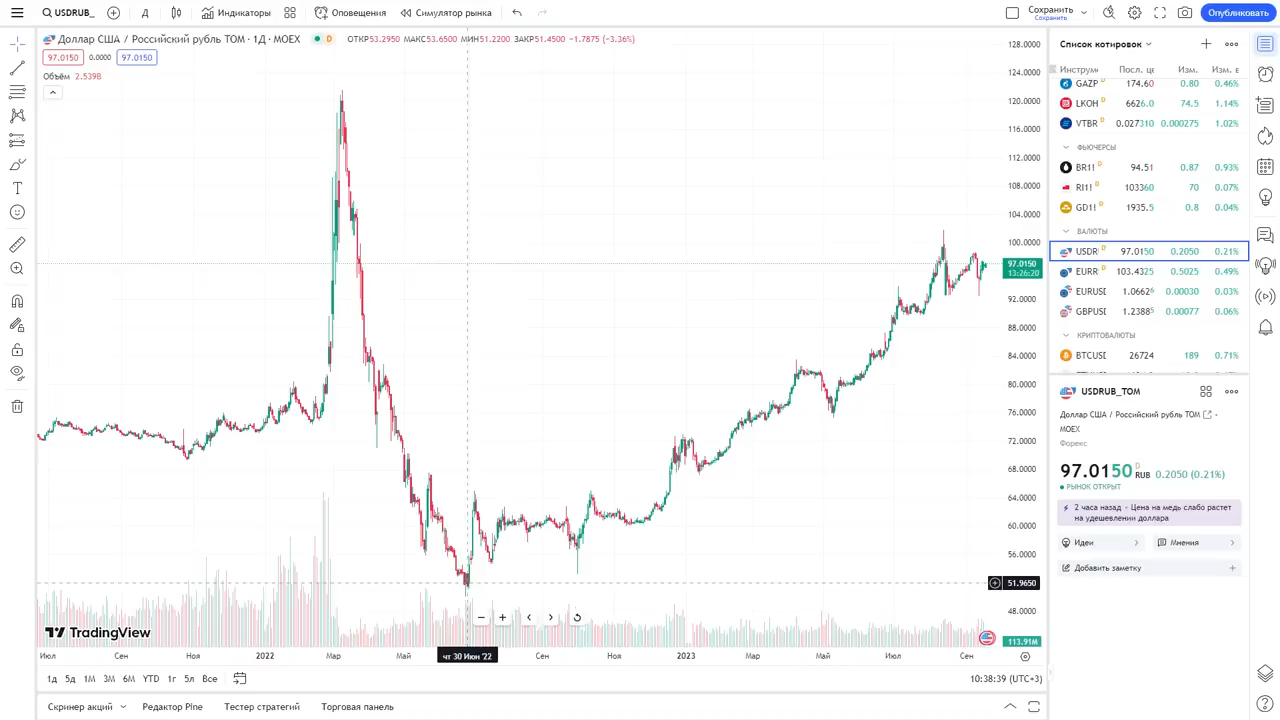 USDRUB_
Д
Индикаторы
Оповещения
Симулятор рынка
Сохранить
Сохранить
Опубликовать
Доллар США / Российский рубль ТОМ · 1Д · MOEX
D
ОТКР53.2950 МАКС53.6500 МИН51.2200 ЗАКР51.4500 −1.7875 (−3.36%)
97.0150 0.0000 97.0150
Объём 2.539B
128.0000
124.0000
120.0000
116.0000
112.0000
108.0000
104.0000
100.0000
97.0150
13:26:20
92.0000
88.0000
84.0000
80.0000
76.0000
72.0000
68.0000
64.0000
60.0000
56.0000
51.9650
48.0000
113.91M
TradingView
Июл Сен Ноя 2022 Мар Май чт 30 Июн '22 Сен Ноя 2023 Мар Май Июл Сен
1д 5д 1М 3М 6М YTD 1г 5л Все
10:38:39 (UTC+3)
Скринер акций Редактор Pine Тестер стратегий Торговая панель
Список котировок
Инструм Посл. це Изм. Изм. в
GAZP D 174.60 0.80 0.46%
LKOH D 6626.0 74.5 1.14%
VTBR D 0.027310 0.000275 1.02%
ФЬЮЧЕРСЫ
BR1! D 94.51 0.87 0.93%
RI1! D 103360 70 0.07%
GD1! D 1935.5 0.8 0.04%
ВАЛЮТЫ
USDR D 97.0150 0.2050 0.21%
EURR D 103.4325 0.5025 0.49%
EURUSD 1.06626 0.00030 0.03%
GBPUSD 1.23885 0.00077 0.06%
КРИПТОВАЛЮТЫ
BTCUSD 26724 189 0.71%
USDRUB_TOM
Доллар США / Российский рубль ТОМ
MOEX
Форекс
97.0150 D RUB 0.2050 (0.21%)
РЫНОК ОТКРЫТ
2 часа назад - Цена на медь слабо растет
на удешевлении доллара
Идеи
Мнения
Добавить заметку